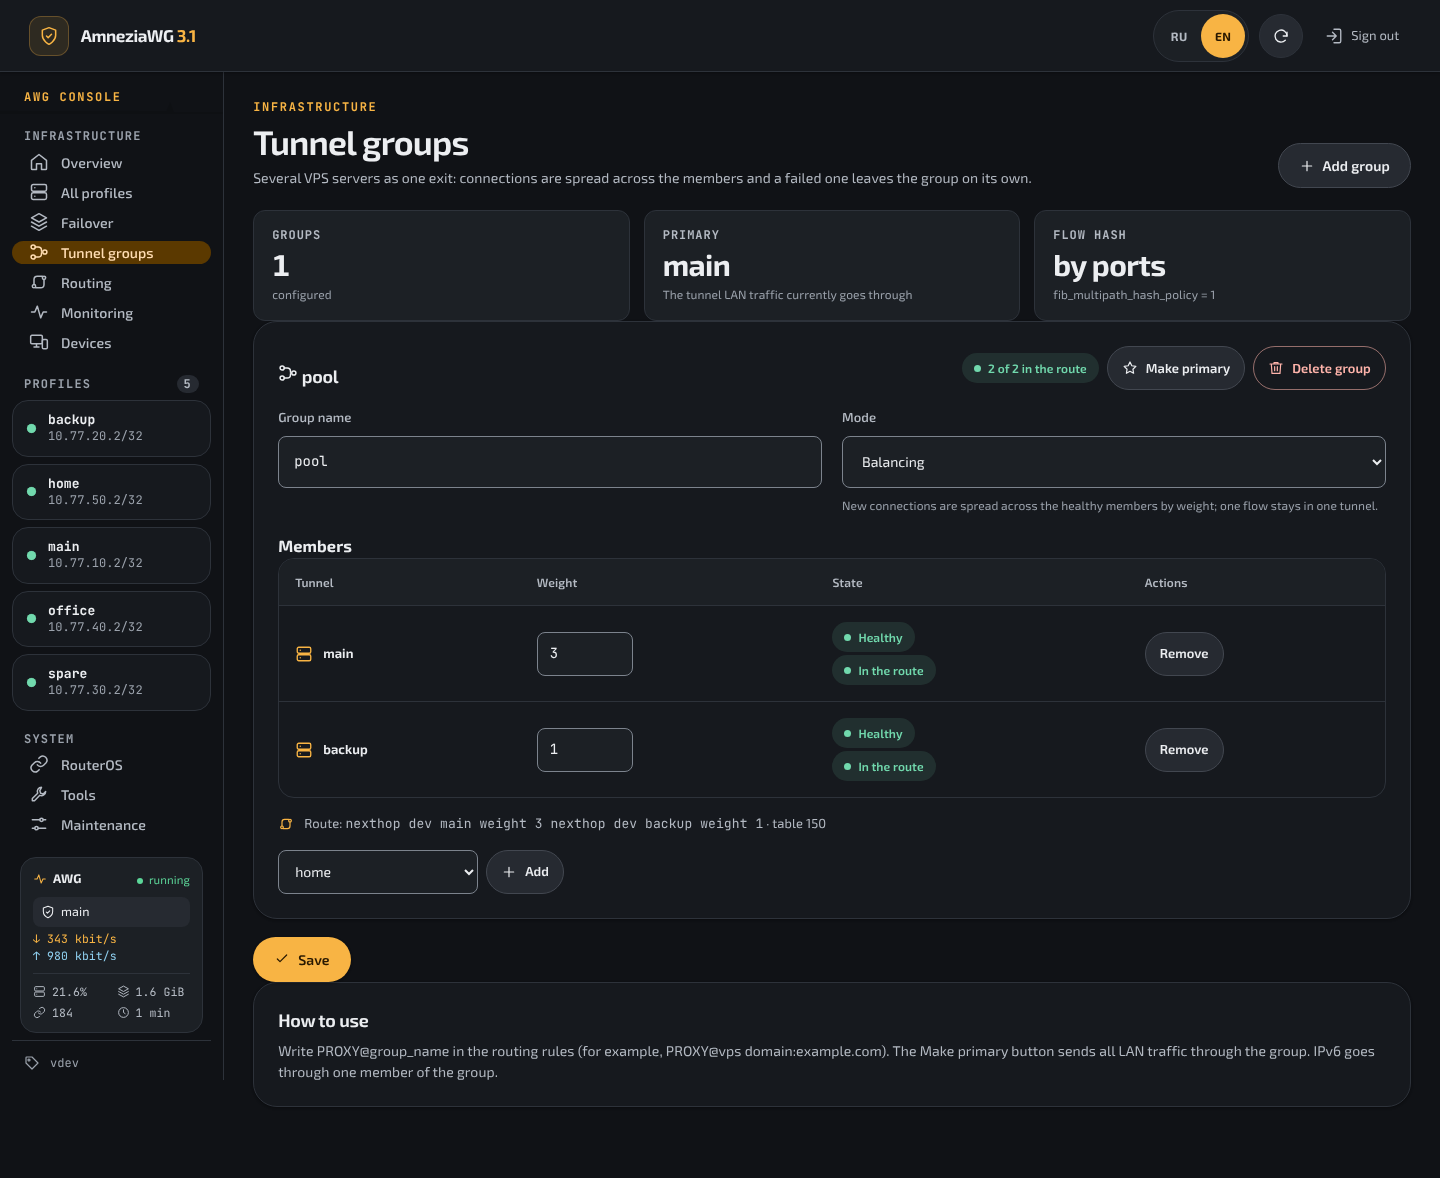 AmneziaWG 3.1
RU
EN
Sign out
AWG CONSOLE
INFRASTRUCTURE
Overview
All profiles
Failover
Tunnel groups
Routing
Monitoring
Devices
PROFILES
5
backup
10.77.20.2/32
home
10.77.50.2/32
main
10.77.10.2/32
office
10.77.40.2/32
spare
10.77.30.2/32
SYSTEM
RouterOS
Tools
Maintenance
AWG
running
main
↓ 343 kbit/s
↑ 980 kbit/s
21.6%
1.6 GiB
184
1 min
vdev
INFRASTRUCTURE
Tunnel groups
Several VPS servers as one exit: connections are spread across the members and a failed one leaves the group on its own.
Add group
GROUPS
1
configured
PRIMARY
main
The tunnel LAN traffic currently goes through
FLOW HASH
by ports
fib_multipath_hash_policy = 1
pool
2 of 2 in the route
Make primary
Delete group
Group name
pool
Mode
Balancing
New connections are spread across the healthy members by weight; one flow stays in one tunnel.
Members
Tunnel
Weight
State
Actions
main
3
Healthy
In the route
Remove
backup
1
Healthy
In the route
Remove
Route: nexthop dev main weight 3 nexthop dev backup weight 1 · table 150
home
Add
Save
How to use
Write PROXY@group_name in the routing rules (for example, PROXY@vps domain:example.com). The Make primary button sends all LAN traffic through the group. IPv6 goes
through one member of the group.